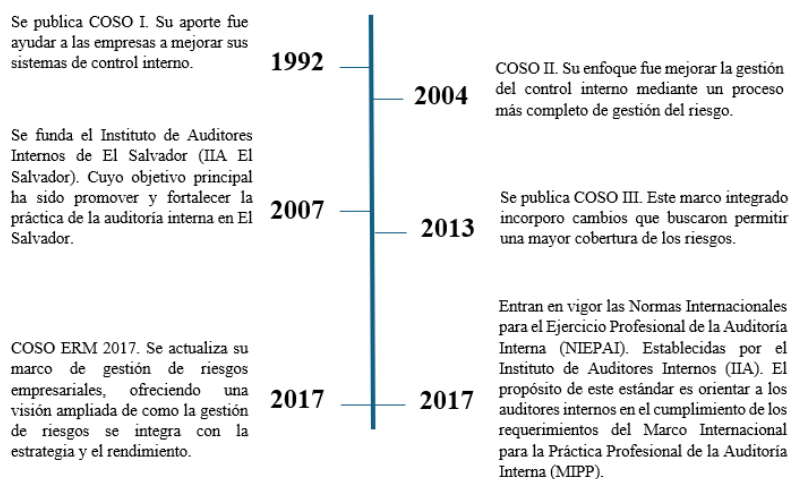 Se publica COSO I. Su aporte fue
ayudar a las empresas a mejorar sus
sistemas de control interno.
1992
COSO II. Su enfoque fue mejorar la gestión
del control interno mediante un proceso
más completo de gestión del riesgo.
2004
Se funda el Instituto de Auditores
Internos de El Salvador (IIA El
Salvador). Cuyo objetivo principal
ha sido promover y fortalecer la
práctica de la auditoría interna en El
Salvador.
2007
Se publica COSO III. Este marco integrado
incorporo cambios que buscaron permitir
una mayor cobertura de los riesgos.
2013
COSO ERM 2017. Se actualiza su
marco de gestión de riesgos
empresariales, ofreciendo una
visión ampliada de como la gestión
de riesgos se integra con la
estrategia y el rendimiento.
2017
2017
Entran en vigor las Normas Internacionales
para el Ejercicio Profesional de la Auditoría
Interna (NIEPAI). Establecidas por el
Instituto de Auditores Internos (IIA). El
propósito de este estándar es orientar a los
auditores internos en el cumplimiento de los
requerimientos del Marco Internacional
para la Práctica Profesional de la Auditoría
Interna (MIPP).